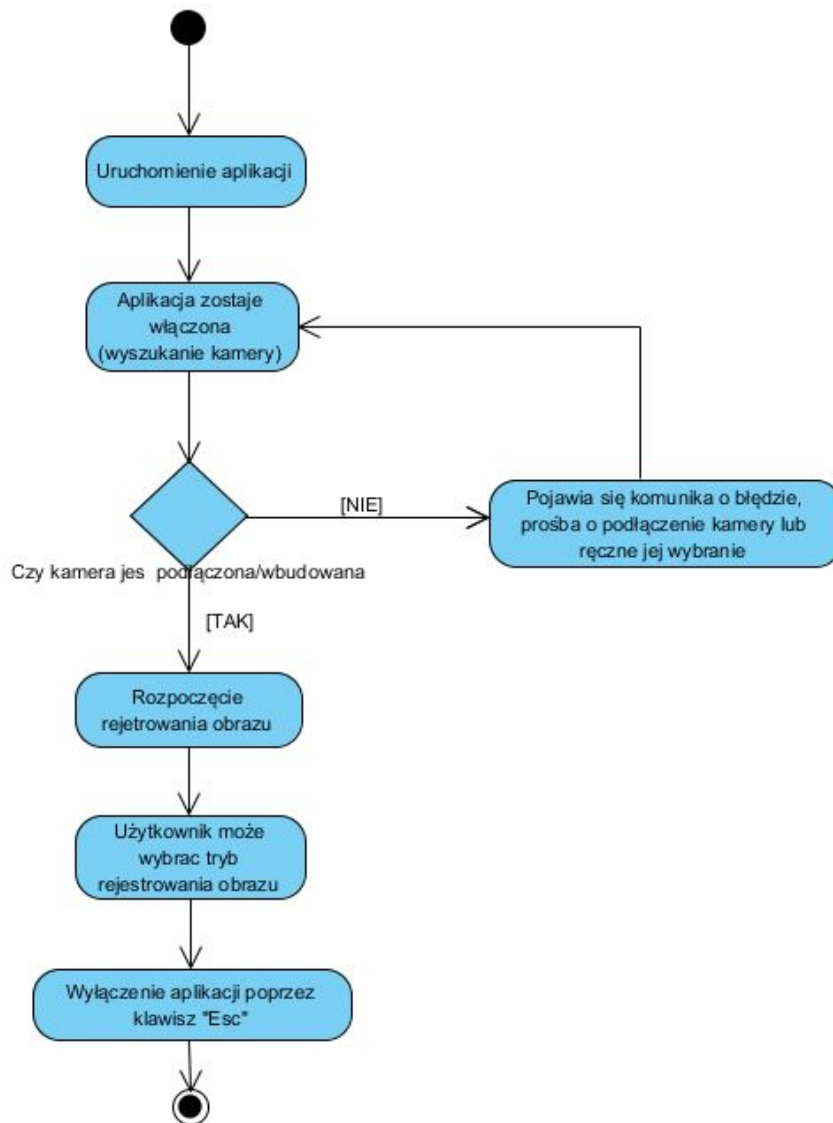 Uruchomienie aplikacji
Aplikacja zostaje
włączona
(wyszukanie kamery)
[NIE]
Pojawia się komunika o błędzie,
prośba o podłączenie kamery lub
ręczne jej wybranie
Czy kamera jes podłączona/wbudowana
[TAK]
Rozpoczęcie
rejetrowania obrazu
Użytkownik może
wybrac tryb
rejestrowania obrazu
Wyłączenie aplikacji poprzez
klawisz "Esc"